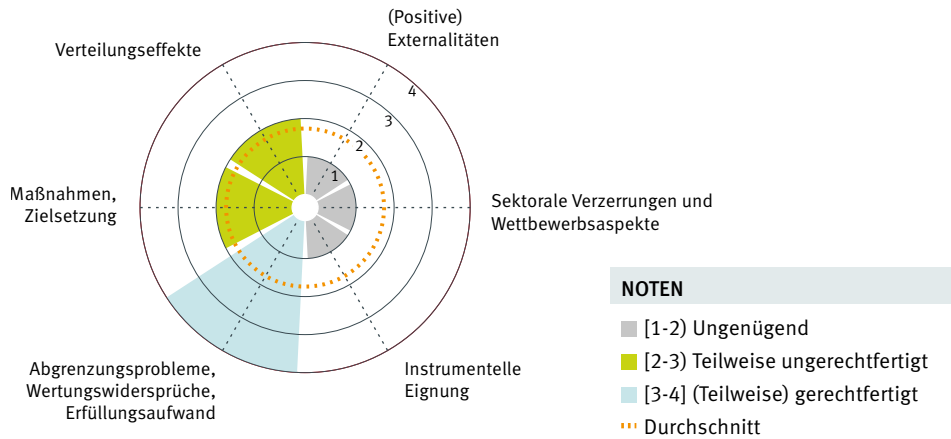 (Positive)
Externalitäten
Verteilungseffekte
4
3
2
1
Maßnahmen,
Zielsetzung
Sektorale Verzerrungen und
Wettbewerbsaspekte
Abgrenzungsprobleme,
Wertungswidersprüche,
Erfüllungsaufwand
Instrumentelle
Eignung
NOTEN
[1-2) Ungenügend
[2-3) Teilweise ungerechtfertigt
[3-4] (Teilweise) gerechtfertigt
Durchschnitt